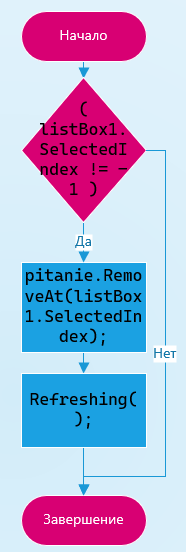 Начало
(
listBox1.
SelectedI
ndex != -
1 )
Да
pitanie.Remo
veAt(listBox
1.SelectedIn
dex);
Нет
Refreshing(
);
Завершение